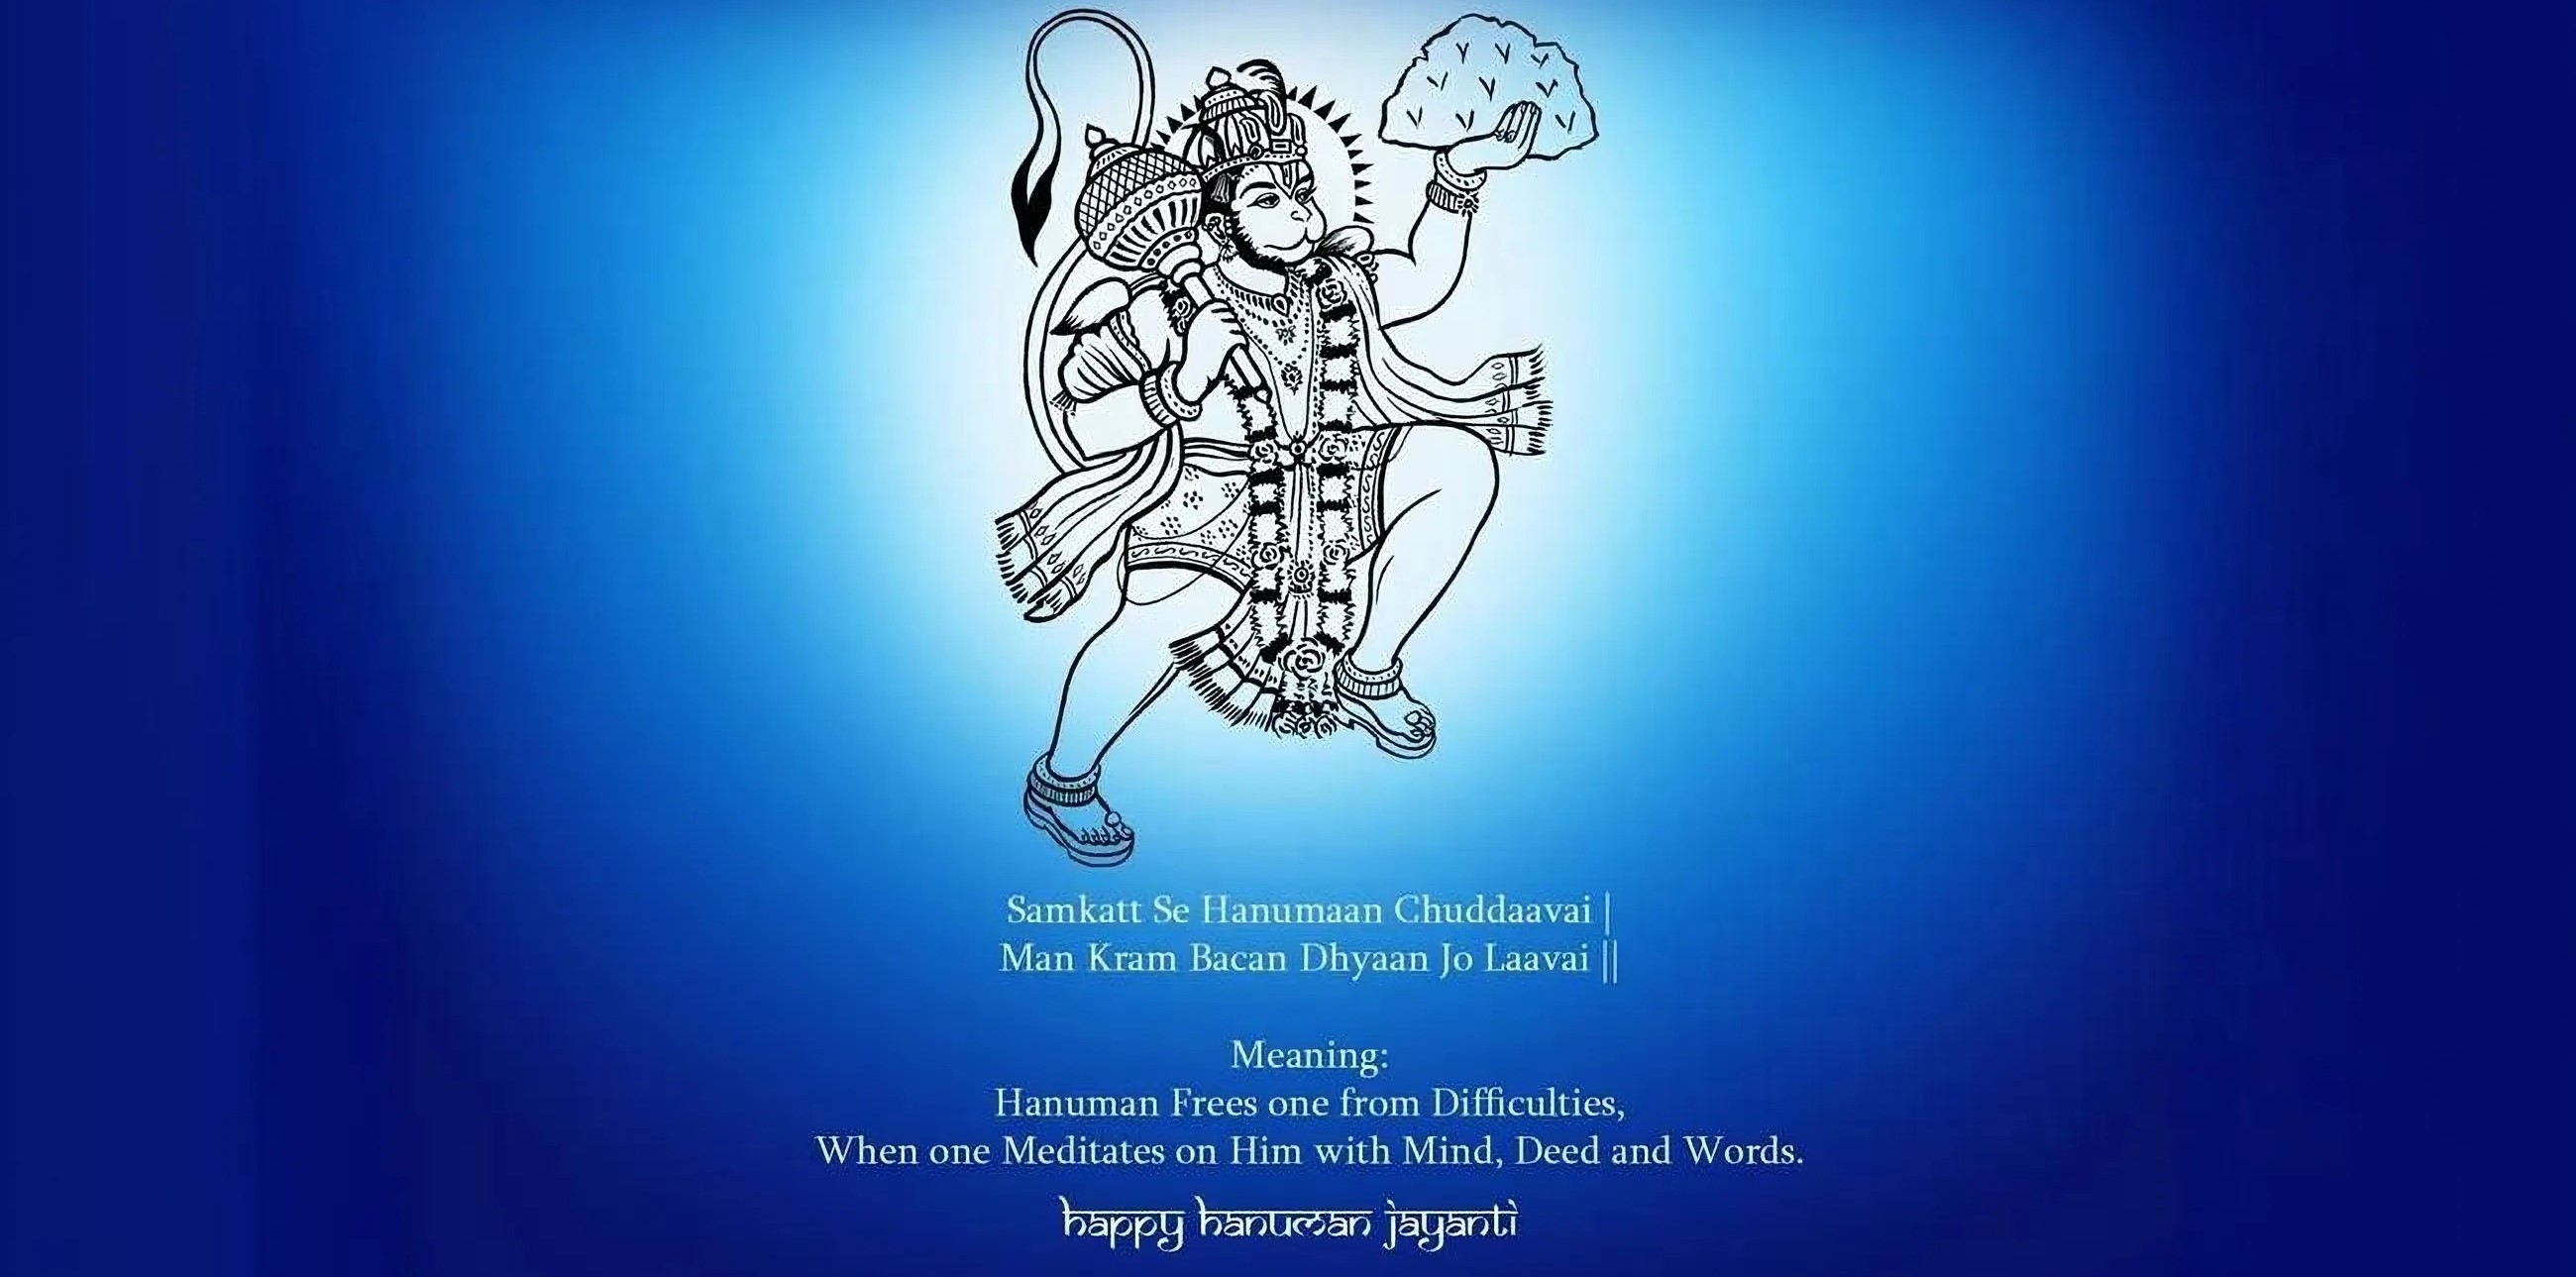 Samkatt Se Hanumaan Chuddaavai |
Man Kram Bacan Dhyaan Jo Laavai ||
Meaning:
Hanuman Frees one from Difficulties,
When one Meditates on Him with Mind, Deed and Words.
happy hanuman jayanti